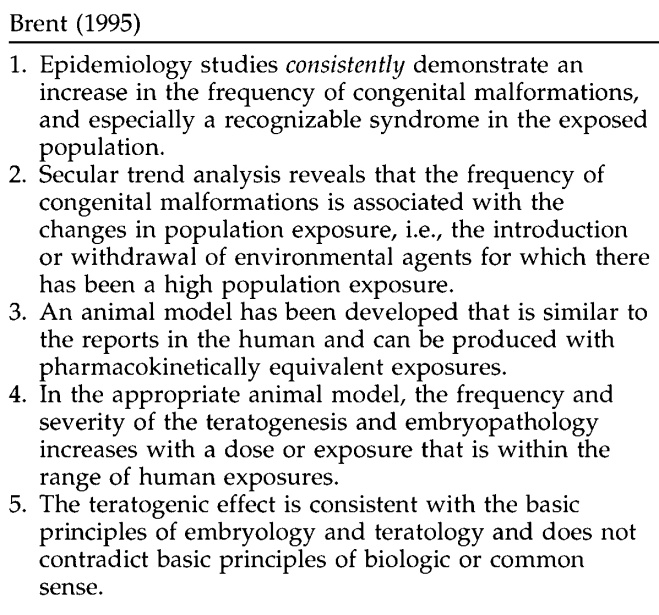 Brent (1995)
1. Epidemiology studies consistently demonstrate an
increase in the frequency of congenital malformations,
and especially a recognizable syndrome in the exposed
population.
2. Secular trend analysis reveals that the frequency of
congenital malformations is associated with the
changes in population exposure, i.e., the introduction
or withdrawal of environmental agents for which there
has been a high population exposure.
3. An animal model has been developed that is similar to
the reports in the human and can be produced with
pharmacokinetically equivalent exposures.
4. In the appropriate animal model, the frequency and
severity of the teratogenesis and embryopathology
increases with a dose or exposure that is within the
range of human exposures.
5. The teratogenic effect is consistent with the basic
principles of embryology and teratology and does not
contradict basic principles of biologic or common
sense.